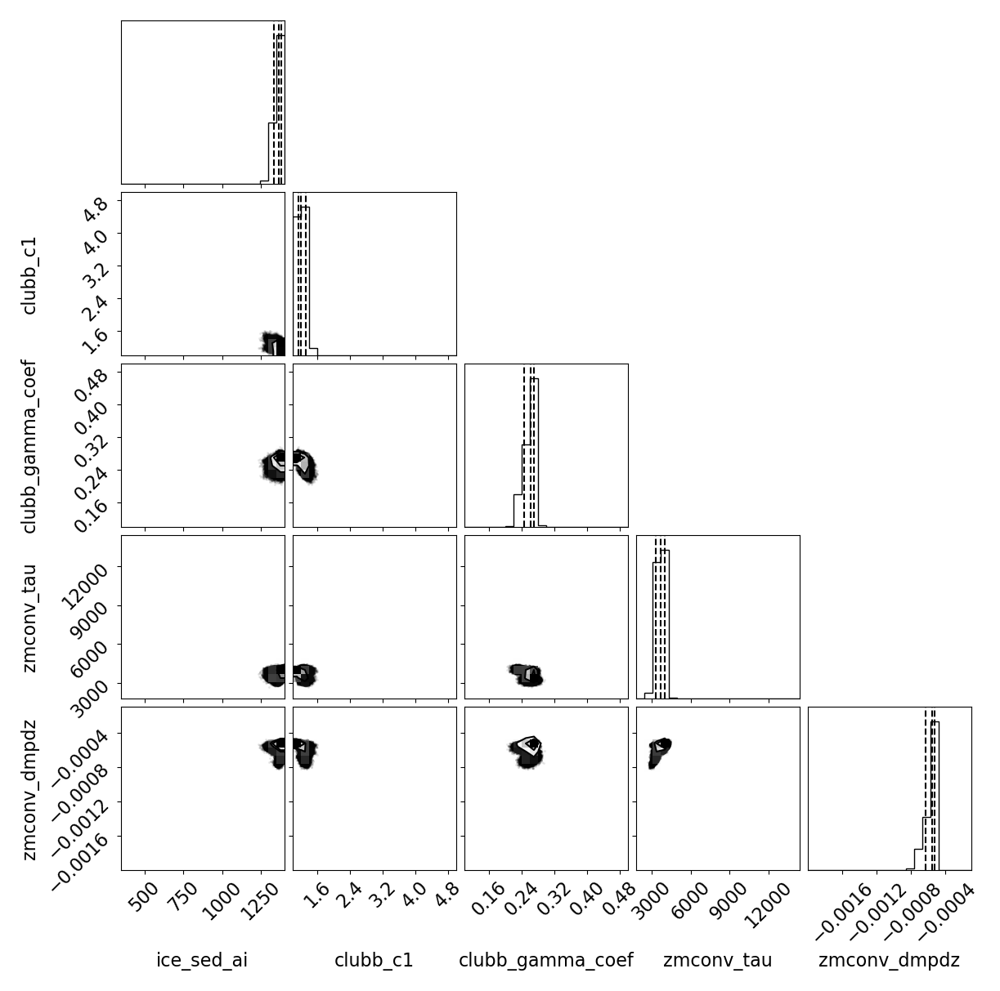 clubb_c1
4.8
4.0
3.2
2.4
1.6
clubb_gamma_coef
0.48
0.40
0.32
0.24
0.16
zmconv_tau
12000
9000
6000
3000
zmconv_dmpdz
−0.0004
−0.0008
−0.0012
−0.0016
500 750 1000 1250
1.6 2.4 3.2 4.0 4.8
0.16 0.24 0.32 0.40 0.48
3000 6000 9000 12000
−0.0016 −0.0012 −0.0008 −0.0004
ice_sed_ai clubb_c1 clubb_gamma_coef zmconv_tau zmconv_dmpdz